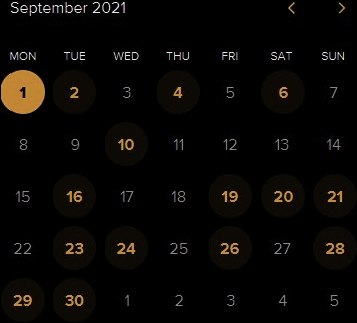 September 2021
MON TUE WED THU FRI SAT SUN
1 2 3 4 5 6 7
8 9 10 11 12 13 14
15 16 17 18 19 20 21
22 23 24 25 26 27 28
29 30 1 2 3 4 5